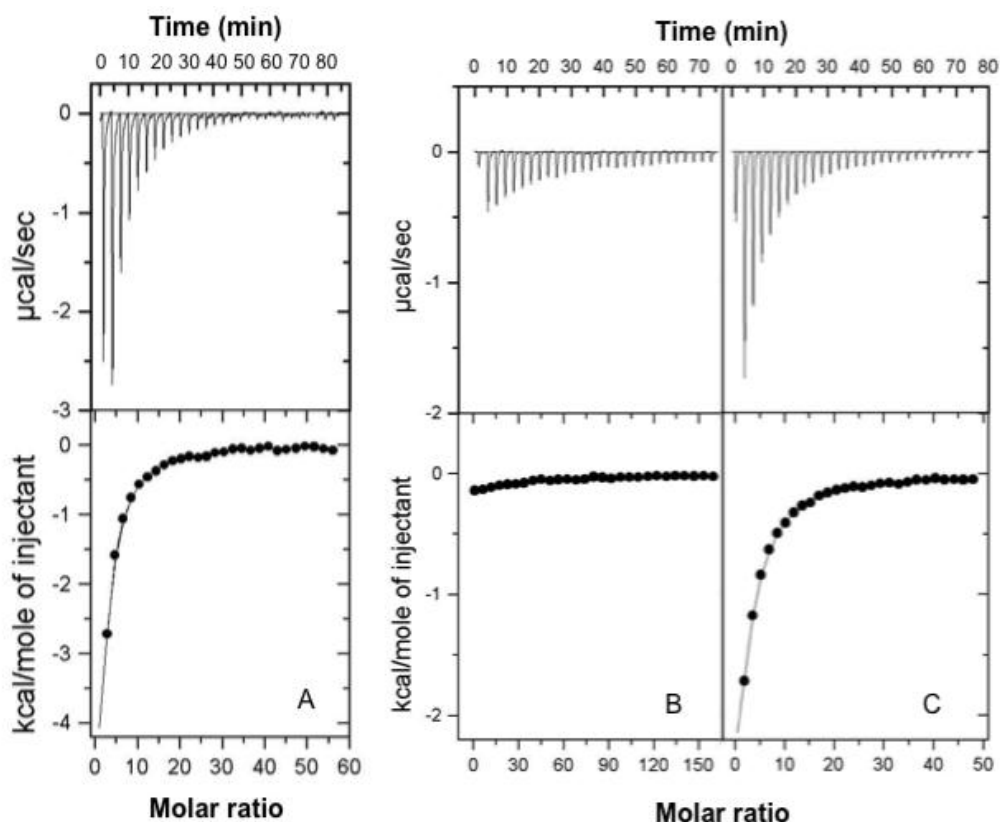 Time (min)
0 10 20 30 40 50 60 70 80
0
-1
-2
-3
µcal/sec
0
-1
-2
-3
-4
kcal/mole of injectant
A
0 10 20 30 40 50 60
Molar ratio
Time (min)
0 10 20 30 40 50 60 70
0 10 20 30 40 50 60 70 80
0
-1
-2
µcal/sec
0
-1
-2
kcal/mole of injectant
B
C
0 30 60 90 120 150
0 10 20 30 40 50
Molar ratio